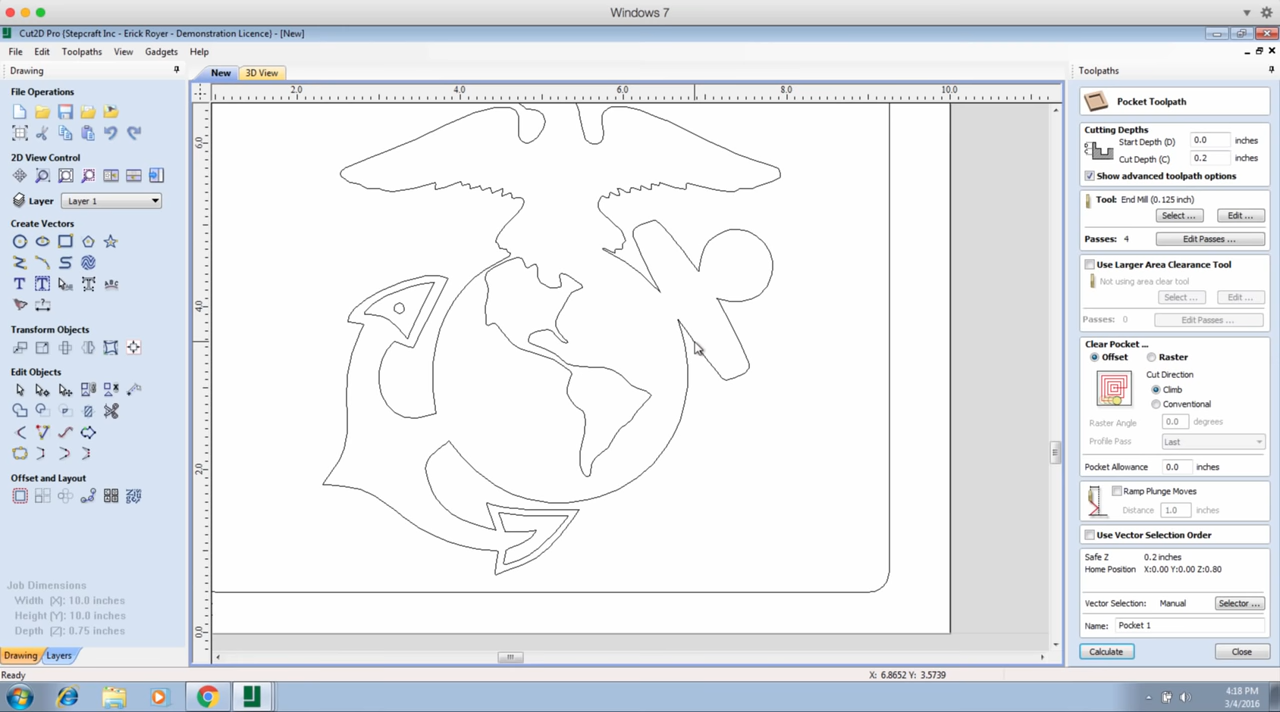 Windows 7
Cut2D Pro {Stepcraft Inc - Erick Royer - Demonstration Licence} - [New]
File Edit Toolpaths View Gadgets Help
Drawing
File Operations
2D View Control
Layer Layer 1
Create Vectors
Transform Objects
Edit Objects
Offset and Layout
Job Dimensions
Width (X): 10.0 inches
Height (Y): 10.0 inches
Depth (Z): 0.75 inches
Drawing Layers
Ready
New 3D View
2.0 4.0 6.0 8.0 10.0
6.0
4.0
2.0
0.0
X: 6.8652 Y: 3.5739
Toolpaths
Pocket Toolpath
Cutting Depths
Start Depth (D) 0.0 inches
Cut Depth (C) 0.2 inches
Show advanced toolpath options
Tool: End Mill (0.125 inch)
Select ... Edit ...
Passes: 4 Edit Passes ...
Use Larger Area Clearance Tool
Not using area clear tool
Select ... Edit ...
Passes: 0 Edit Passes ...
Clear Pocket ...
Offset Raster
Cut Direction
Climb
Conventional
Raster Angle 0.0 degrees
Profile Pass Last
Pocket Allowance 0.0 inches
Ramp Plunge Moves
Distance 1.0 inches
Use Vector Selection Order
Safe Z 0.2 inches
Home Position X:0.00 Y:0.00 Z:0.80
Vector Selection: Manual Selector ...
Name: Pocket 1
Calculate Close
4:18 PM
3/4/2016